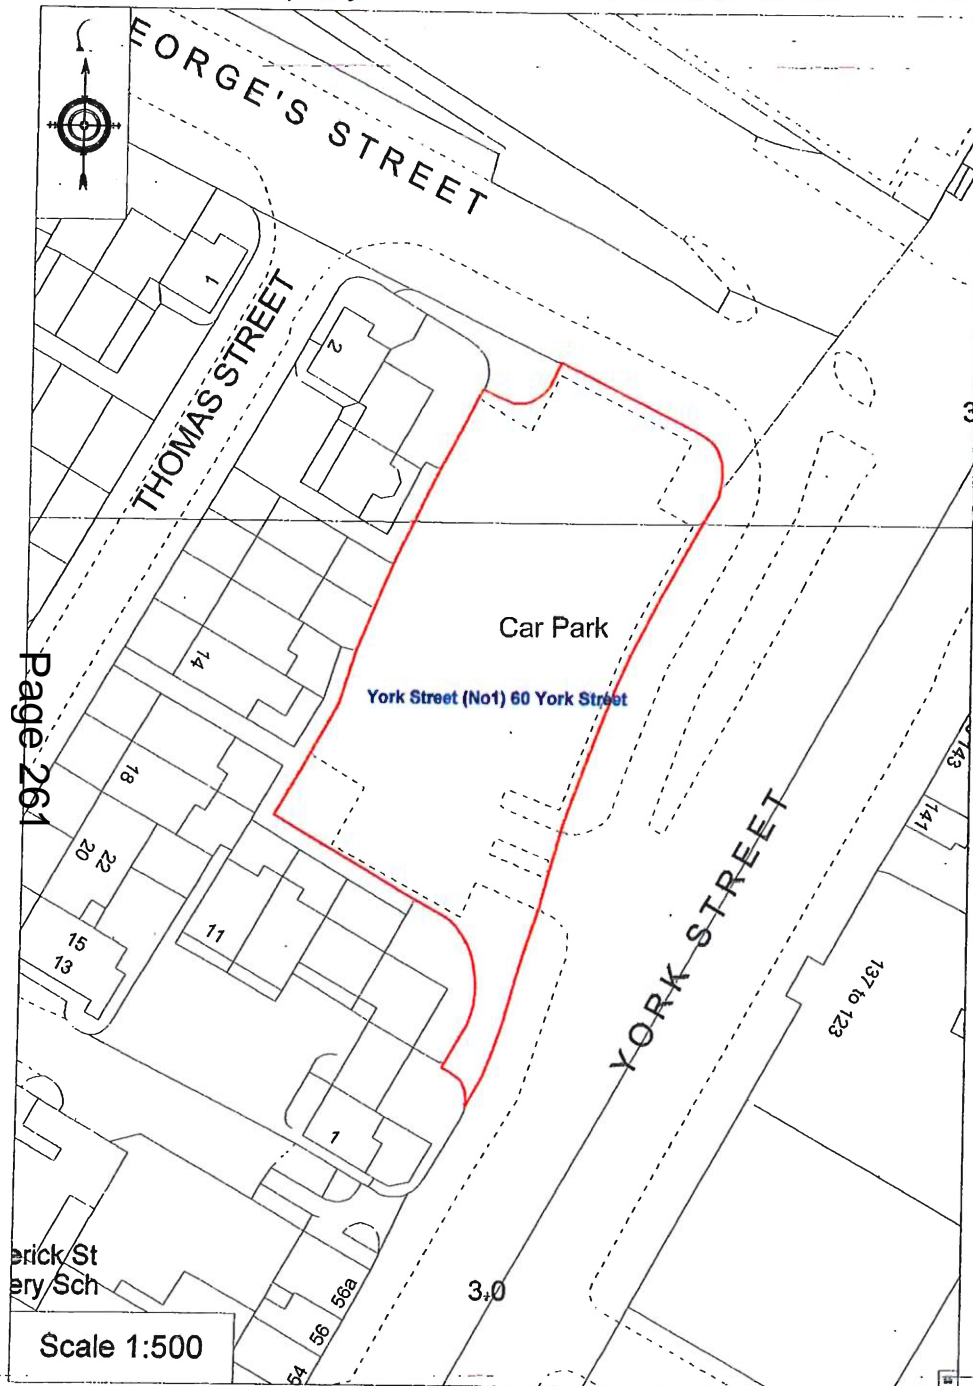 EORGE'S STREET
1
THOMAS STREET
2
3
Car Park
York Street (No1) 60 York Street
14
Page 261
18
143
141
20
22
YORK STREET
11
15
13
137 to 123
1
erick St
ery Sch
56a
3.0
56
Scale 1:500
54